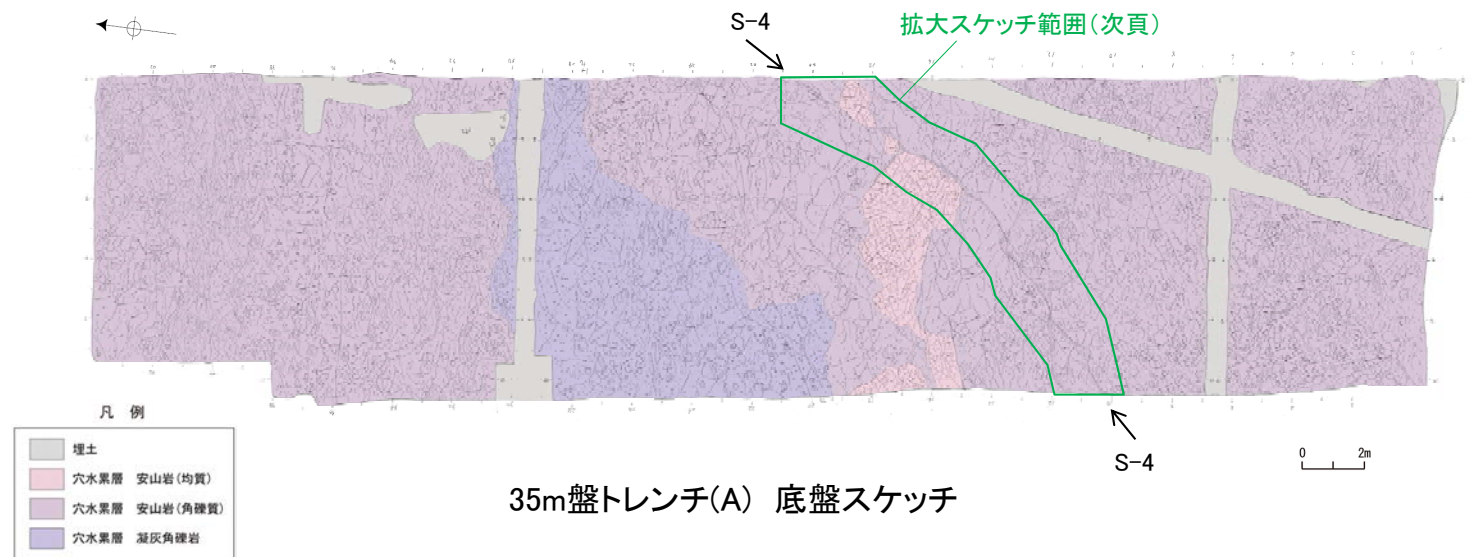 S-4
拡大スケッチ範囲(次頁)
凡 例
埋土
穴水累層 安山岩(均質)
穴水累層 安山岩(角礫質)
穴水累層 凝灰角礫岩
S-4
0 2m
35m盤トレンチ(A) 底盤スケッチ